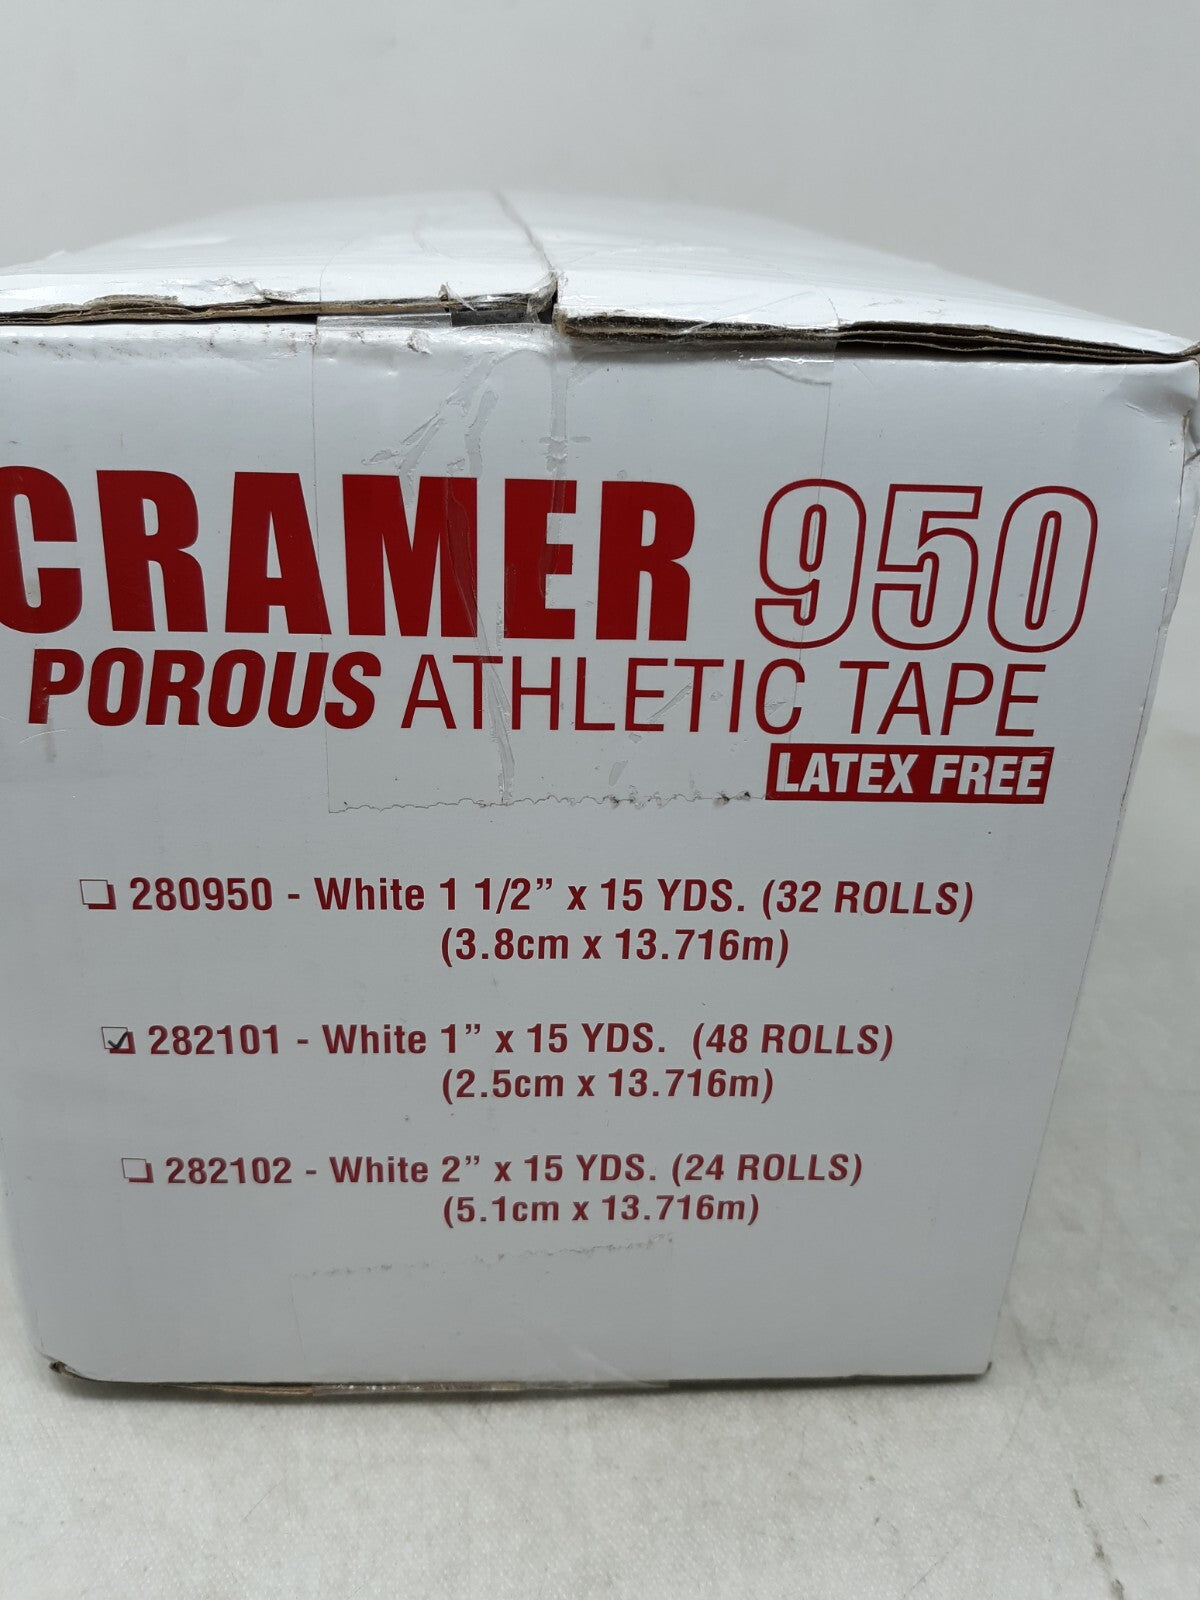 CRAMER 950
POROUS ATHLETIC TAPE
LATEX FREE
280950 - White 1 1/2" x 15 YDS. (32 ROLLS)
(3.8cm x 13.716m)
282101 - White 1" x 15 YDS. (48 ROLLS)
(2.5cm x 13.716m)
282102 - White 2" x 15 YDS. (24 ROLLS)
(5.1cm x 13.716m)